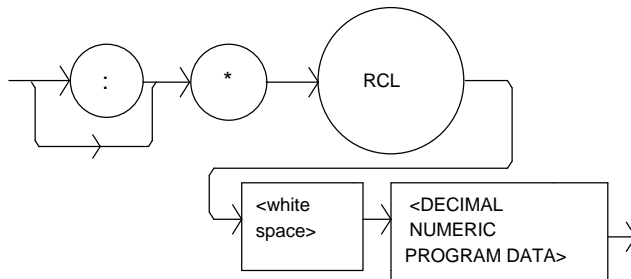 :
*
RCL
<white
space>
<DECIMAL
NUMERIC
PROGRAM DATA>